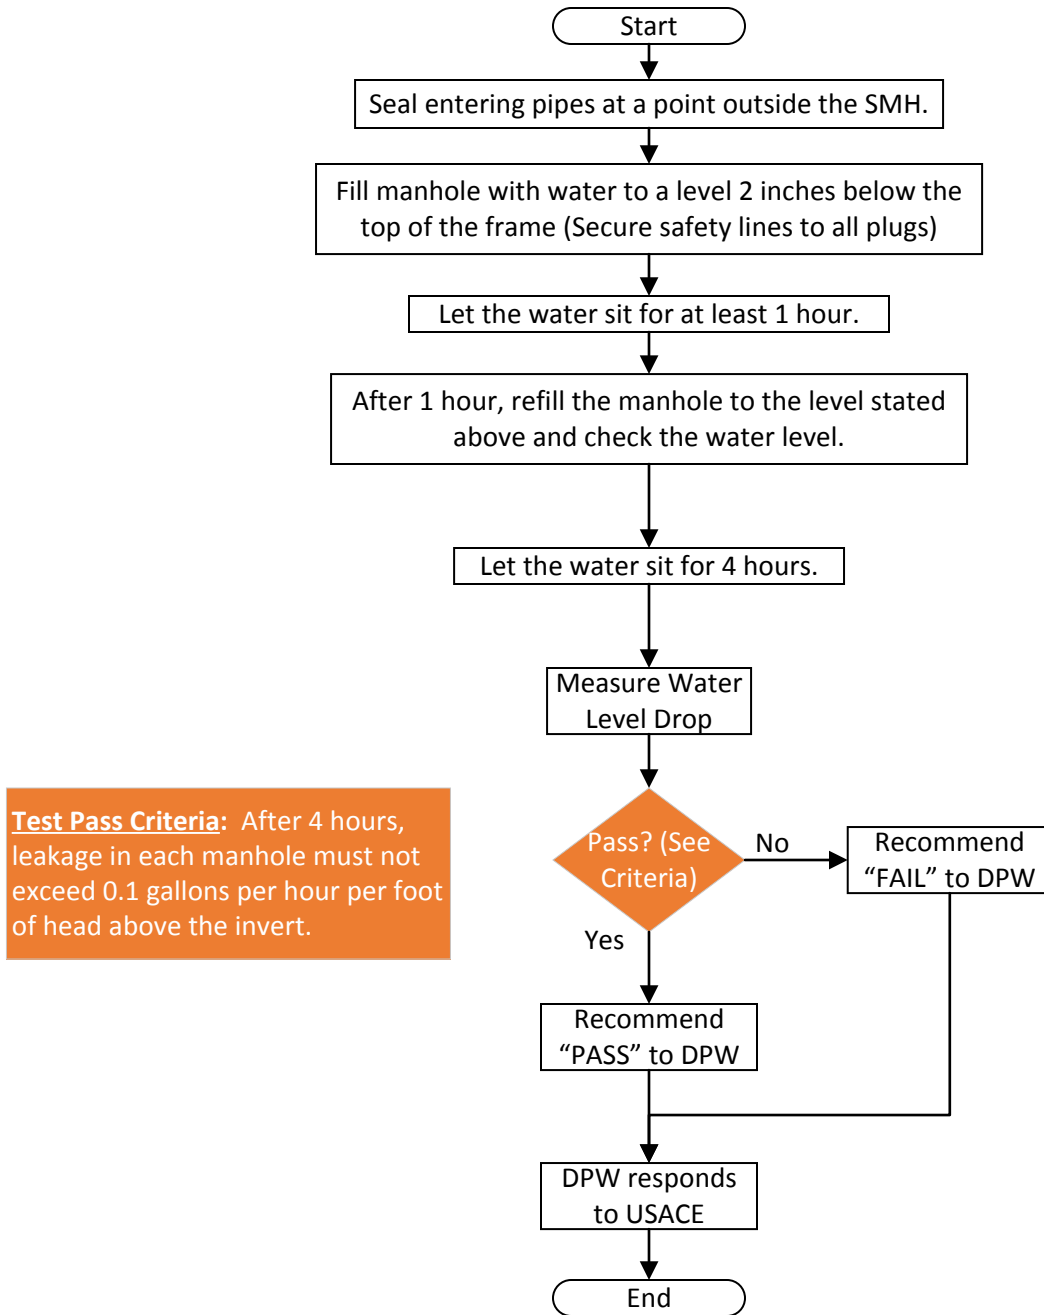 Start
Seal entering pipes at a point outside the SMH.
Fill manhole with water to a level 2 inches below the
top of the frame (Secure safety lines to all plugs)
Let the water sit for at least 1 hour.
After 1 hour, refill the manhole to the level stated
above and check the water level.
Let the water sit for 4 hours.
Measure Water
Level Drop
Test Pass Criteria:  After 4 hours,
leakage in each manhole must not
exceed 0.1 gallons per hour per foot
of head above the invert.
Pass? (See
Criteria)
No
Recommend
“FAIL” to DPW
Yes
Recommend
“PASS” to DPW
DPW responds
to USACE
End